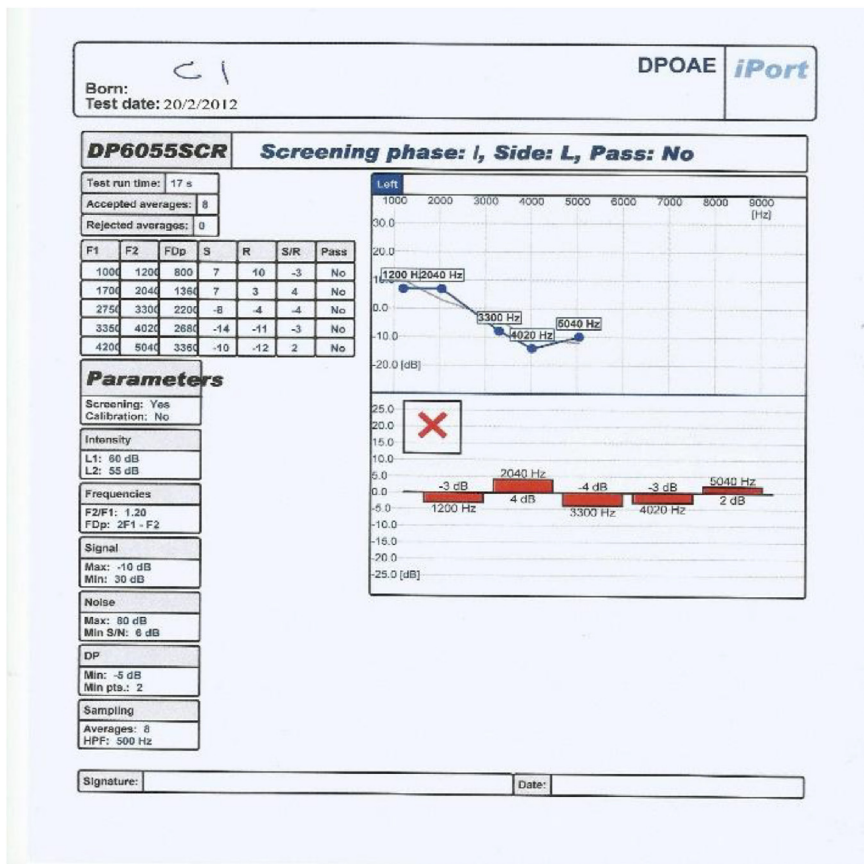 C1
DPOAE iPort
Born:
Test date: 20/2/2012
DP6055SCR Screening phase: I, Side: L, Pass: No
Test run time: 17 s
Accepted averages: 8
Rejected averages: 0
F1 F2 FDp S R S/R Pass
1000 1200 800 7 10 -3 No
1700 2040 1360 7 3 4 No
2750 3300 2200 -8 -4 -4 No
3350 4020 2680 -14 -11 -3 No
4200 5040 3360 -10 -12 2 No
Parameters
Screening: Yes
Calibration: No
Intensity
L1: 60 dB
L2: 55 dB
Frequencies
F2/F1: 1.20
FDp: 2F1 - F2
Signal
Max: -10 dB
Min: 30 dB
Noise
Max: 80 dB
Min S/N: 6 dB
DP
Min: -5 dB
Min pts.: 2
Sampling
Averages: 8
HPF: 500 Hz
Left
1000 2000 3000 4000 5000 6000 7000 8000 9000
[Hz]
30.0
20.0
10.0
0.0
-10.0
-20.0 [dB]
1200 H 2040 Hz
3300 Hz
4020 Hz
5040 Hz
25.0
20.0
15.0
10.0
5.0
0.0
-5.0
-10.0
-15.0
-20.0
-25.0 [dB]
-3 dB 2040 Hz -4 dB -3 dB 5040 Hz
1200 Hz 4 dB 3300 Hz 4020 Hz 2 dB
Signature: Date: